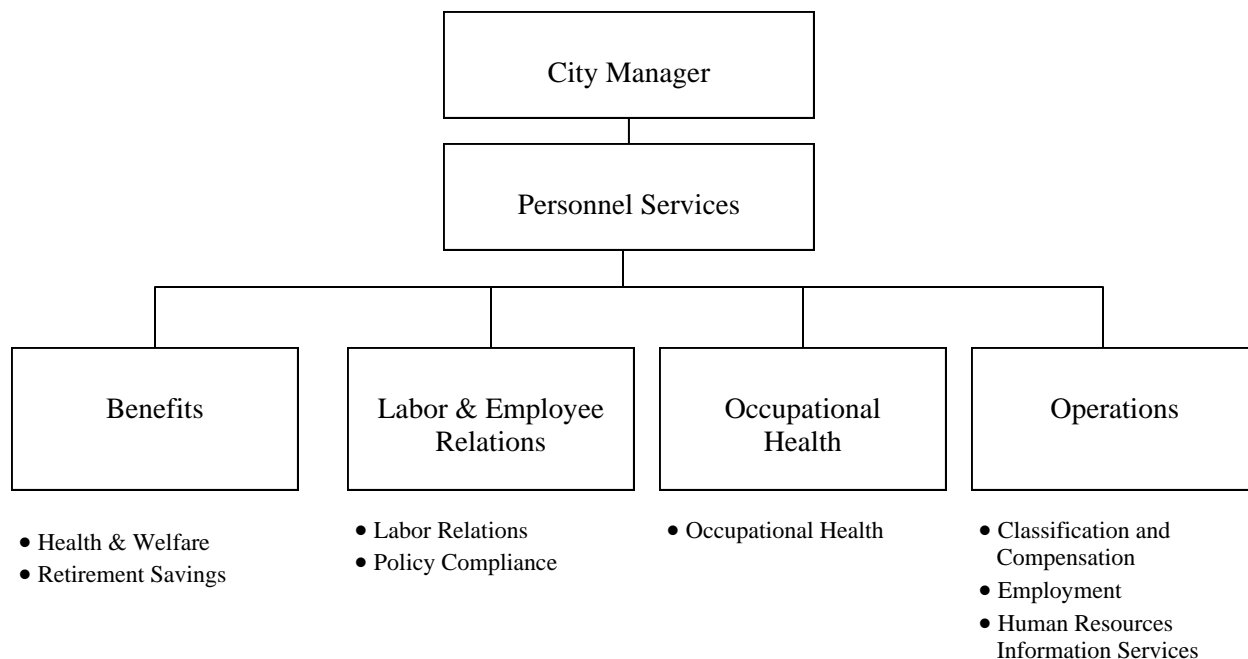 City Manager
Personnel Services
Benefits
Labor & Employee
Relations
Occupational
Health
Operations
• Health & Welfare
• Retirement Savings
• Labor Relations
• Policy Compliance
• Occupational Health
• Classification and
Compensation
• Employment
• Human Resources
Information Services